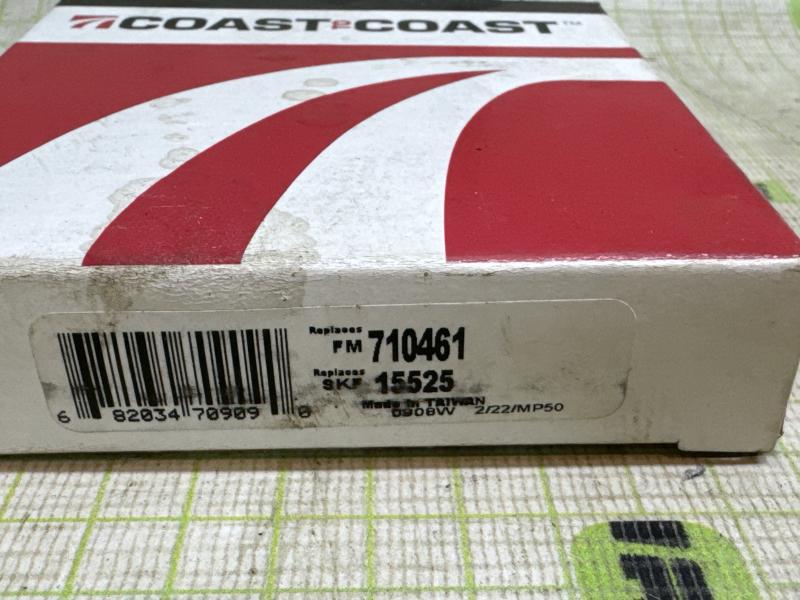 COAST2COAST™
Replaces
FM 710461
Replaces
SKF 15525
Made in TAIWAN
0908W 2/22/MP50
6 82034 70909 0